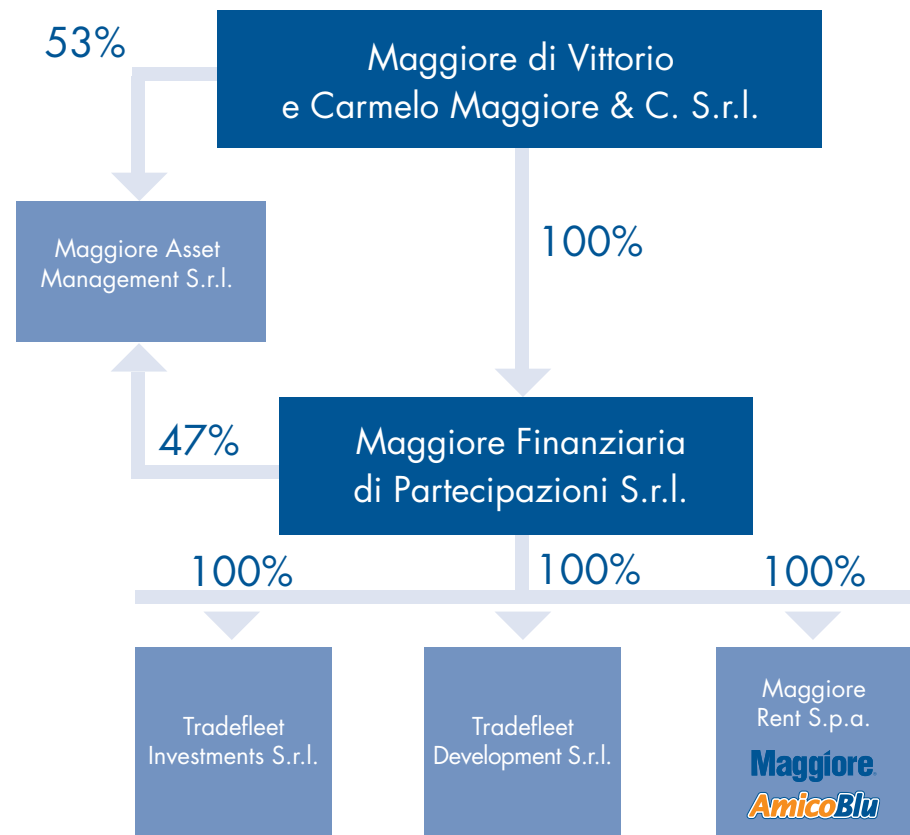 53%
Maggiore di Vittorio
e Carmelo Maggiore & C. S.r.l.
Maggiore Asset
Management S.r.l.
100%
47%
Maggiore Finanziaria
di Partecipazioni S.r.l.
100%
100%
100%
Tradefleet
Investments S.r.l.
Tradefleet
Development S.r.l.
Maggiore
Rent S.p.a.
Maggiore
AmicoBlu